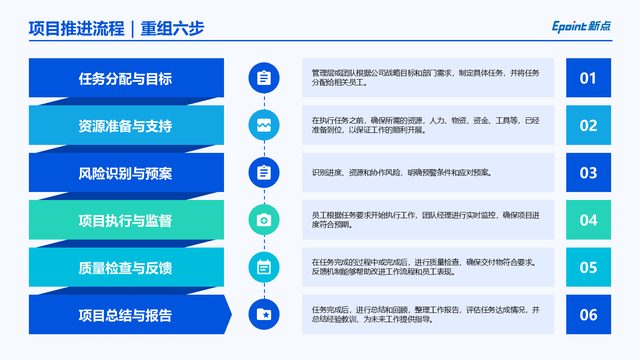 项目推进流程｜重组六步
Epoint 新点
任务分配与目标
管理层或团队根据公司战略目标和部门需求，制定具体任务，并将任务
分配给相关员工。
01
资源准备与支持
在执行任务之前，确保所需的资源，人力、物资、资金、工具等，已经
准备到位，以保证工作的顺利开展。
02
风险识别与预案
识别进度、资源和协作风险，明确预警条件和应对预案。
03
项目执行与监督
员工根据任务要求开始执行工作，团队经理进行实时监控，确保项目进
度符合预期。
04
质量检查与反馈
在任务完成的过程中或完成后，进行质量检查，确保交付物符合要求。
反馈机制能够帮助改进工作流程和员工表现。
05
项目总结与报告
任务完成后，进行总结和回顾，整理工作报告，评估任务达成情况，并
总结经验教训，为未来工作提供指导。
06